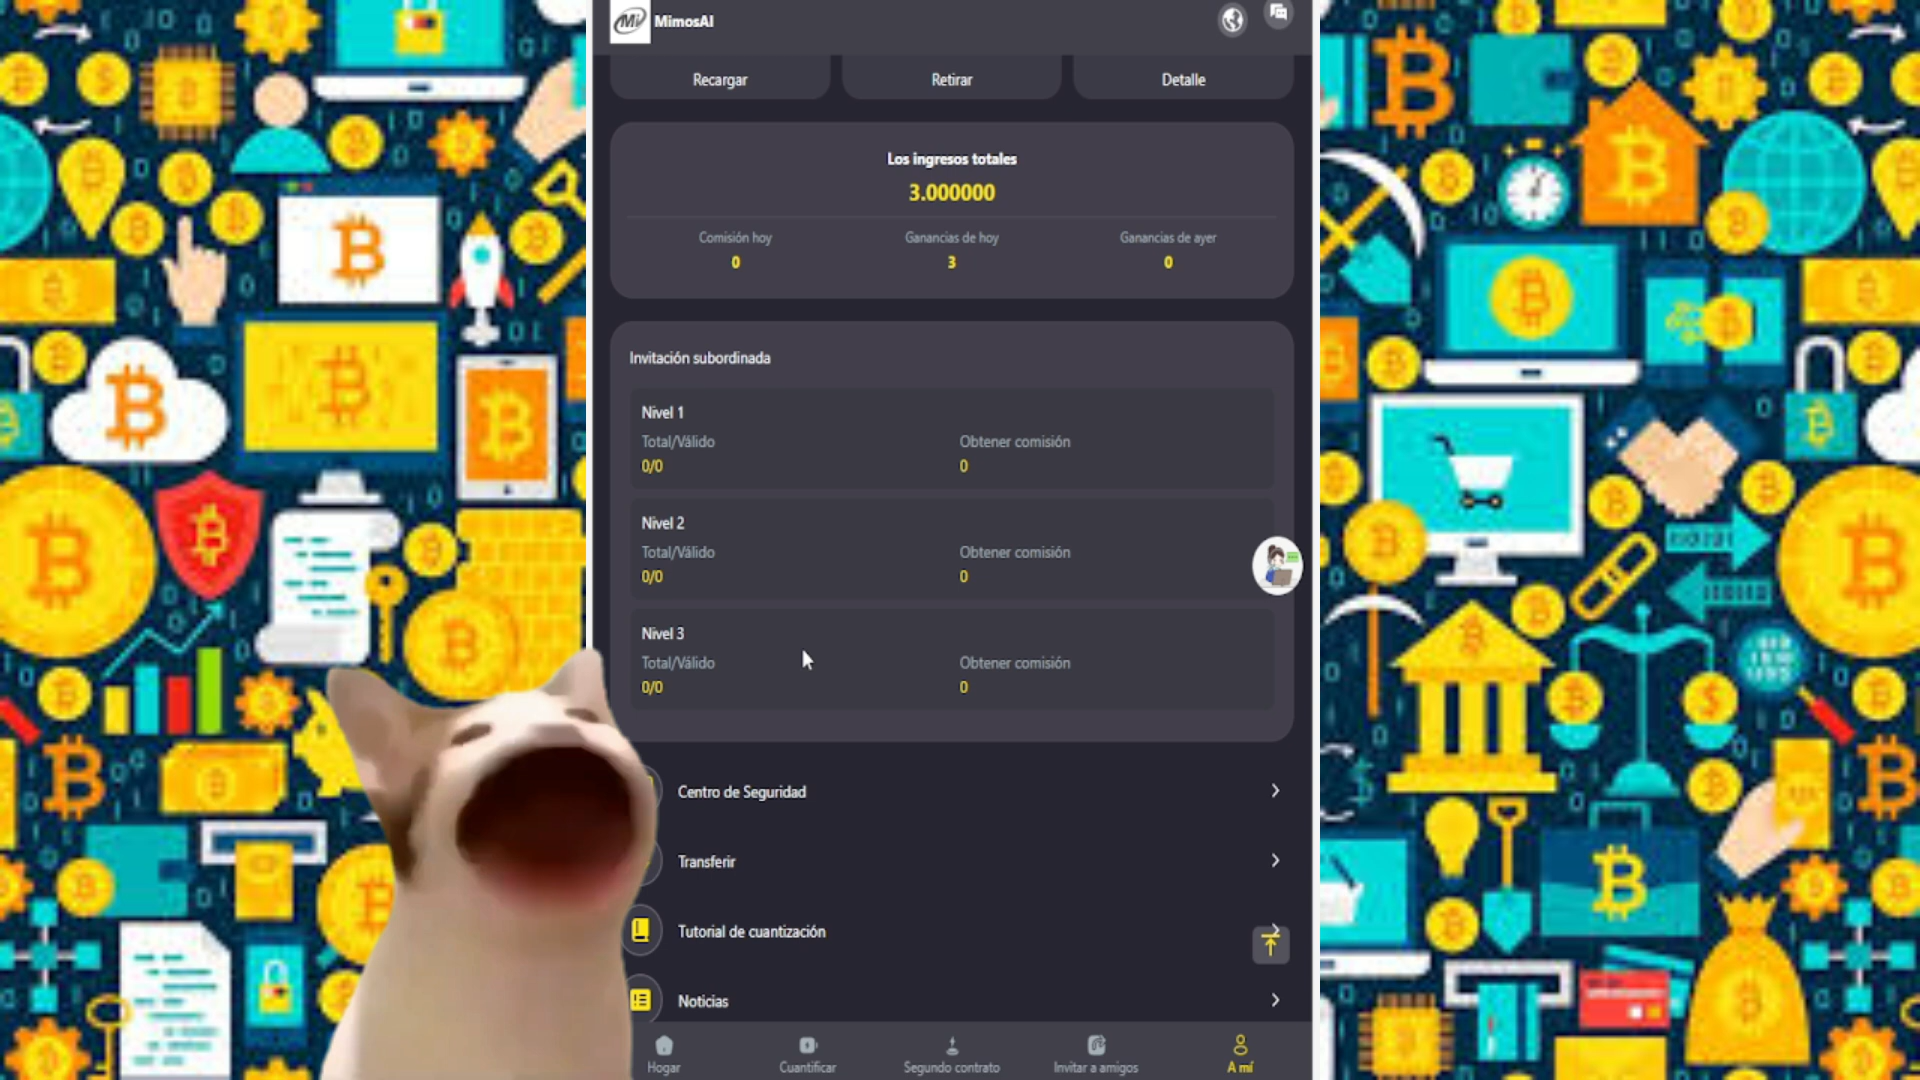 MimosAI
Recargar
Retirar
Detalle
Los ingresos totales
3.000000
Comisión hoy
Ganancias de hoy
Ganancias de ayer
0
3
0
Invitación subordinada
Nivel 1
Total/Válido
Obtener comisión
0/0
0
Nivel 2
Total/Válido
Obtener comisión
0/0
0
Nivel 3
Total/Válido
Obtener comisión
0/0
0
Centro de Seguridad
Transferir
Tutorial de cuantización
Noticias
Hogar
Cuantificar
Segundo contrato
Invitar a amigos
A mí